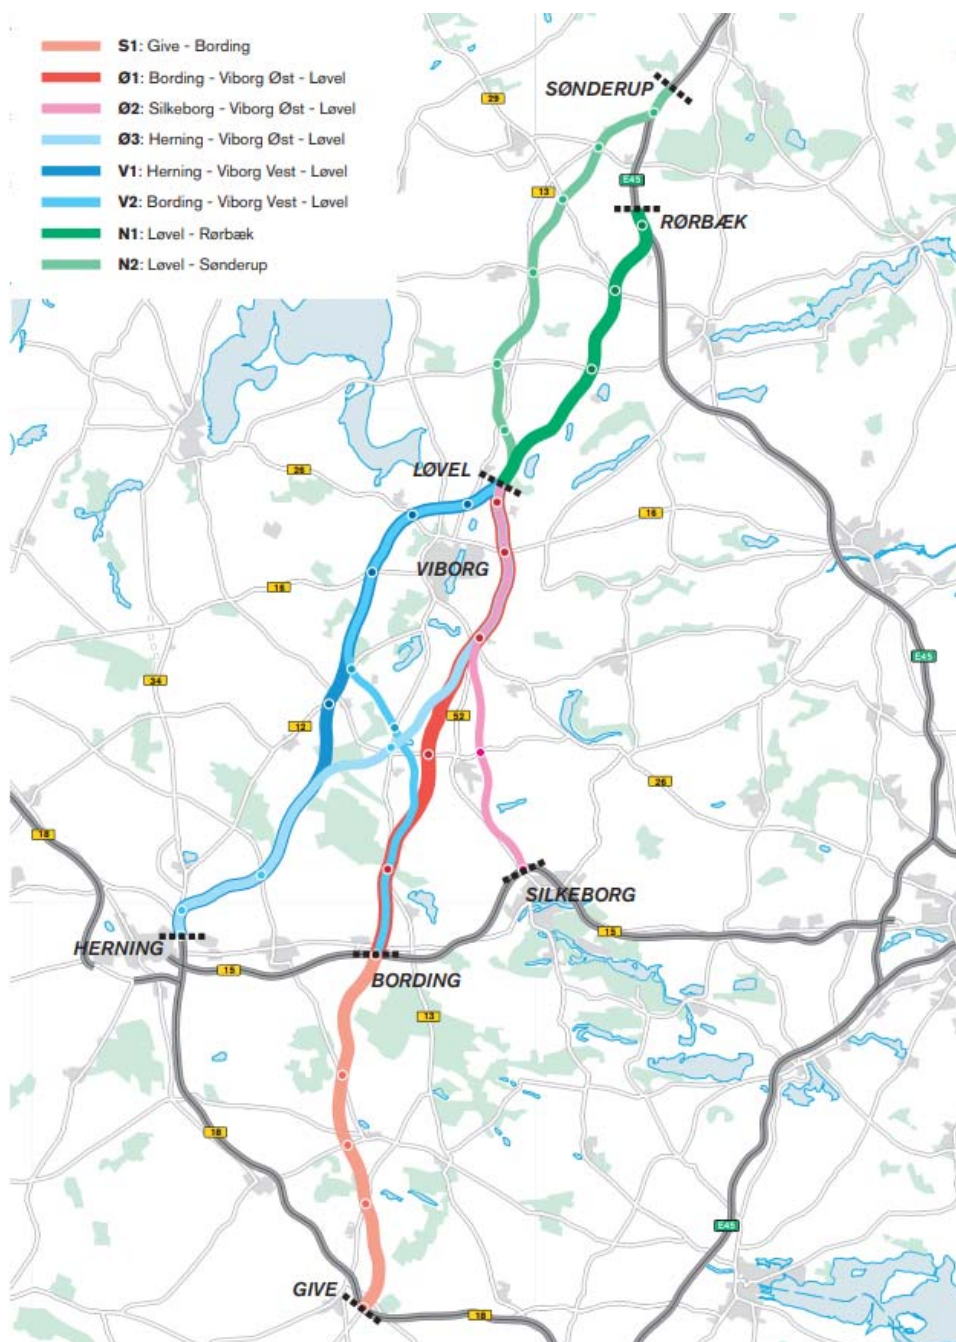 S1: Give - Bording
Ø1: Bording - Viborg Øst - Løvel
Ø2: Silkeborg - Viborg Øst - Løvel
Ø3: Herning - Viborg Øst - Løvel
V1: Herning - Viborg Vest - Løvel
V2: Bording - Viborg Vest - Løvel
N1: Løvel - Rørbæk
N2: Løvel - Sønderup
SØNDERUP
29
E45
13
RØRBÆK
LØVEL
26
16
VIBORG
16
E45
34
52
12
26
18
SILKEBORG
15
HERNING
15
BORDING
13
18
E45
GIVE
18